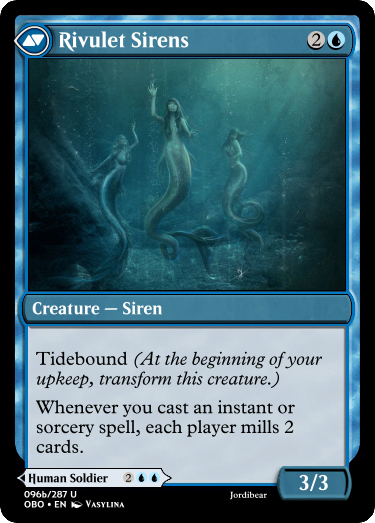 Rivulet Sirens 2
Creature — Siren
Tidebound (At the beginning of your
upkeep, transform this creature.)
Whenever you cast an instant or
sorcery spell, each player mills 2
cards.
Human Soldier 2
3/3
096b/287 U
OBO • EN Vasylina
Jordibear